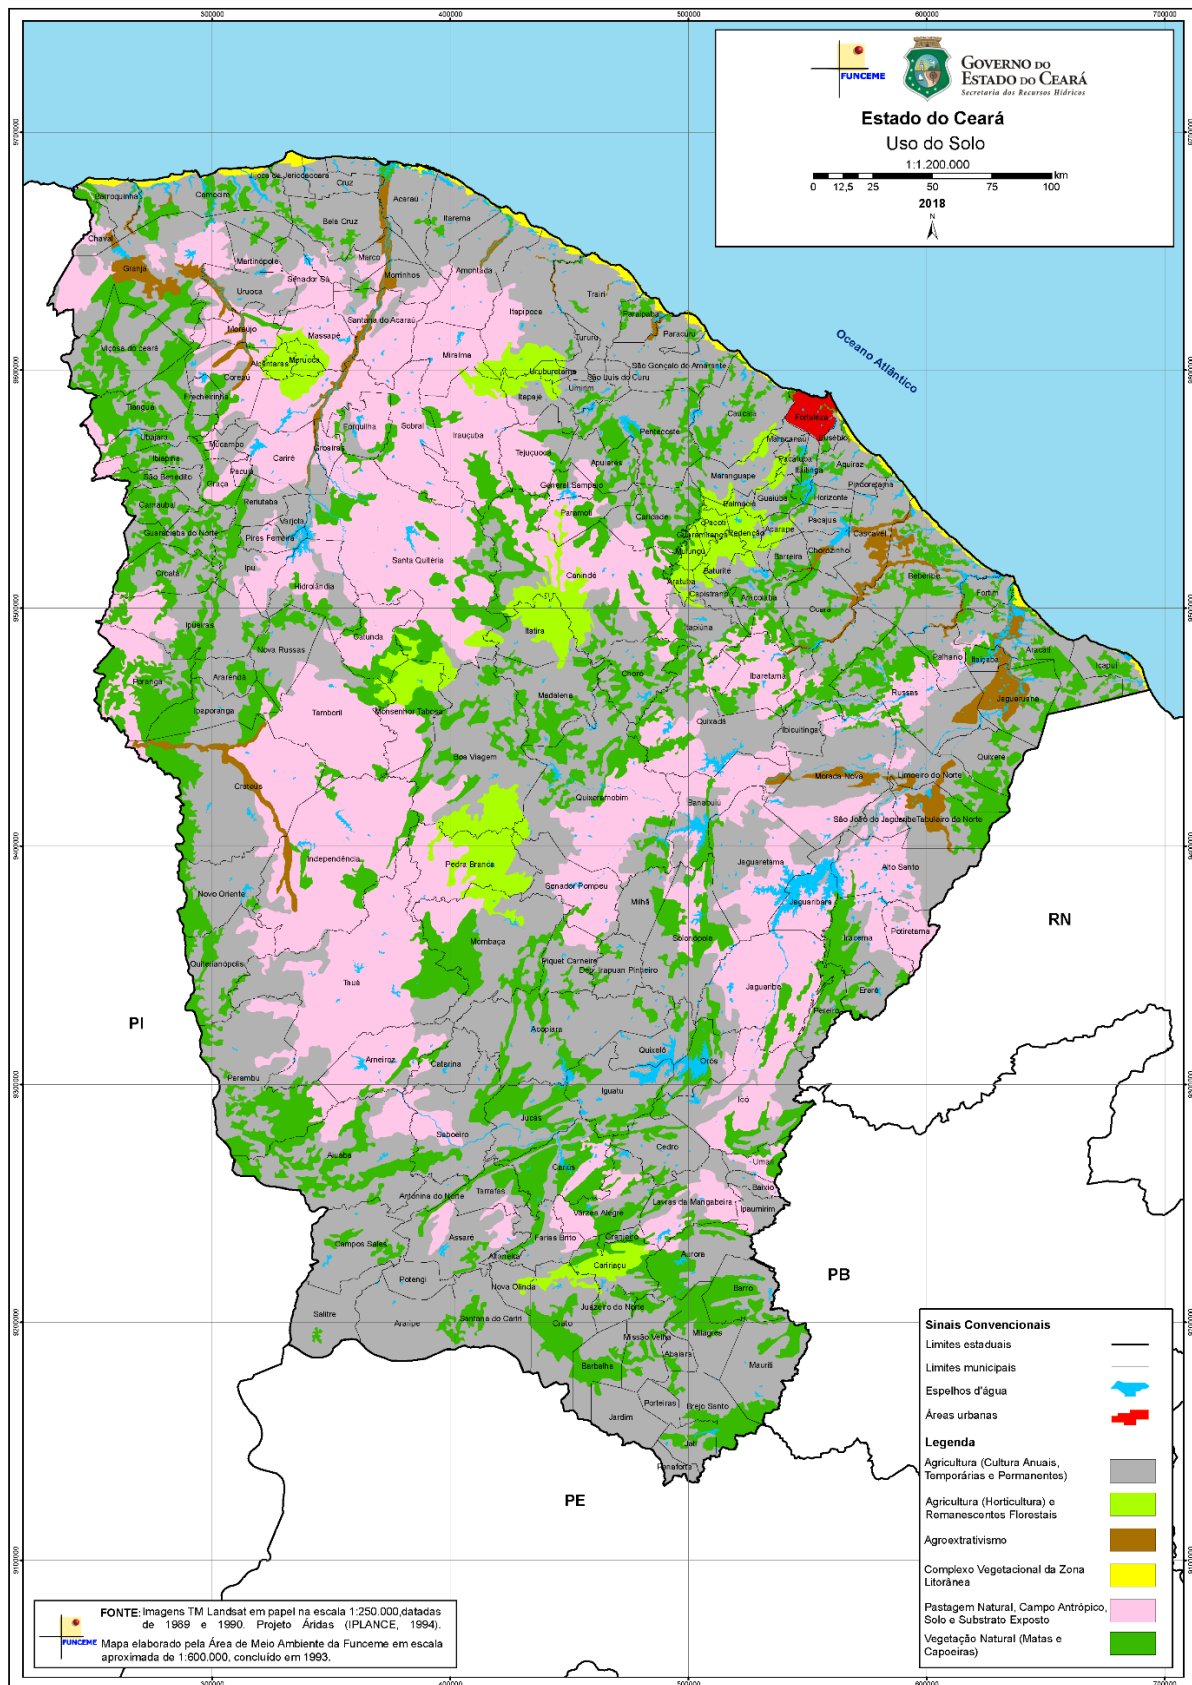 300000
400000
500000
600000
700000
FUNCEME
GOVERNO DO
ESTADO DO CEARÁ
Secretaria dos Recursos Hídricos
Estado do Ceará
Uso do Solo
1:1.200.000
0 12,5 25 50 75 100 km
2018
N
9700000
9700000
Jijoca de Jericoacoara
Cruz
Barroquinha
Camocim
Acaraú
Bela Cruz
Itarema
Chaval
Granja
Martinópole
Marco
Senador Sá
Morrinhos
Amontada
Uruoca
Trairi
Santana do Acaraú
Itapipoca
Paraipaba
Moraújo
Massapê
Paracuru
Viçosa do ceará
Miraíma
Tururu
Oceano Atlântico
Alcântaras
Meruoca
Uruburetama
São Gonçalo do Amarante
Coreaú
Umirim
São Luis do Curu
Frecheirinha
Itapajé
Tianguá
Caucaia
Fortaleza
Forquilha
Sobral
Irauçuba
Pentecoste
Ubajara
Mucambo
Groaíras
Maracanaú
Eusébio
Ibiapina
Cariré
Tejuçuoca
Apuiarés
Pacatuba
Aquiraz
São Benedito
Pacujá
Graça
General Sampaio
Maranguape
Itaitinga
Pindoretama
Carnaubal
Reriutaba
Guaiuba
Horizonte
Varjota
Paramoti
Caridade
Palmácia
Pacajus
Guaraciaba do Norte
Pires Ferreira
Pacoti
Guaramiranga
Redenção
Acarape
Cascavel
Santa Quitéria
Mulungu
Barreira
Chorozinho
Croatá
Ipu
Canindé
Baturité
Hidrolândia
Aratuba
Capistrano
Aracoiaba
Beberibe
Fortim
Ocara
Ipueiras
Itatira
Itapiúna
Catunda
Nova Russas
Palhano
Itaiçaba
Aracati
Icapuí
Poranga
Ararendá
Choró
Ibaretama
Madalena
Russas
Jaguaruana
Ipaporanga
Tamboril
Monsenhor Tabosa
Quixadá
Ibicuitinga
Boa Viagem
Quixeré
Crateús
Quixeramobim
Morada Nova
Limoeiro do Norte
Banabuiú
São João do Jaguaribe
Tabuleiro do Norte
Independência
Pedra Branca
Jaguaretama
Alto Santo
Novo Oriente
Senador Pompeu
Milhã
Jaguaribara
RN
Potiretama
Mombaça
Solonópole
Iracema
Quiterianópolis
Piquet Carneiro
Dep. Irapuan Pinheiro
Tauá
Jaguaribe
Ererê
PI
Pereiro
Acopiara
Quixelô
Orós
Arneiroz
Catarina
Parambu
Iguatu
Icó
Jucás
Saboeiro
Cedro
Aiuaba
Cariús
Baixio
Antonina do Norte
Tarrafas
Lavras da Mangabeira
Ipaumirim
Várzea Alegre
Assaré
Farias Brito
Granjeiro
Campos Sales
Altaneira
Aurora
Caririaçu
PB
Potengi
Nova Olinda
Barro
Juazeiro do Norte
Salitre
Araripe
Santana do Cariri
Crato
Missão Velha
Milagres
Abaiara
Barbalha
Mauriti
Porteiras
Brejo Santo
Jardim
Jati
Penaforte
PE
Sinais Convencionais
Limites estaduais
Limites municipais
Espelhos d'água
Áreas urbanas
Legenda
Agricultura (Cultura Anuais,
Temporárias e Permanentes)
Agricultura (Horticultura) e
Remanescentes Florestais
Agroextrativismo
Complexo Vegetacional da Zona
Litorânea
Pastagem Natural, Campo Antrópico,
Solo e Substrato Exposto
Vegetação Natural (Matas e
Capoeiras)
FUNCEME
FONTE: Imagens TM Landsat em papel na escala 1:250.000,datadas
de 1989 e 1990. Projeto Áridas (IPLANCE, 1994).
Mapa elaborado pela Área de Meio Ambiente da Funceme em escala
aproximada de 1:600.000, concluído em 1993.
300000
400000
500000
600000
700000